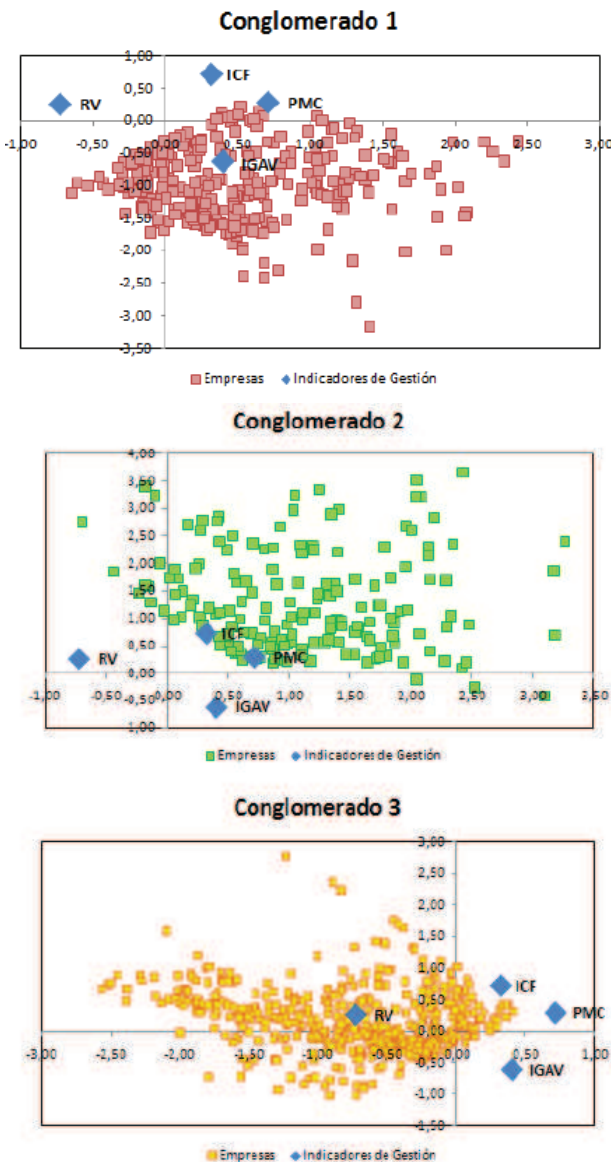 Conglomerado 1
1,00
ICF
0,50
RV
PMC
0,00
-1,00 -0,50 0,00 0,50 1,00 1,50 2,00 2,50 3,00
-0,50
IGAV
-1,00
-1,50
-2,00
-2,50
-3,00
-3,50
Empresas Indicadores de Gestión
Conglomerado 2
4,00
3,50
3,00
2,50
2,00
1,50
1,00
ICF
0,50
RV
PMC
0,00
-1,00 -0,50 0,00 0,50 1,00 1,50 2,00 2,50 3,00 3,50
-0,50
IGAV
-1,00
Empresas Indicadores de Gestión
Conglomerado 3
3,00
2,50
2,00
1,50
1,00
ICF
0,50
RV
PMC
0,00
-3,00 -2,50 -2,00 -1,50 -1,00 -0,50 0,00 0,50 1,00
-0,50
IGAV
-1,00
-1,50
Empresas Indicadores de Gestión